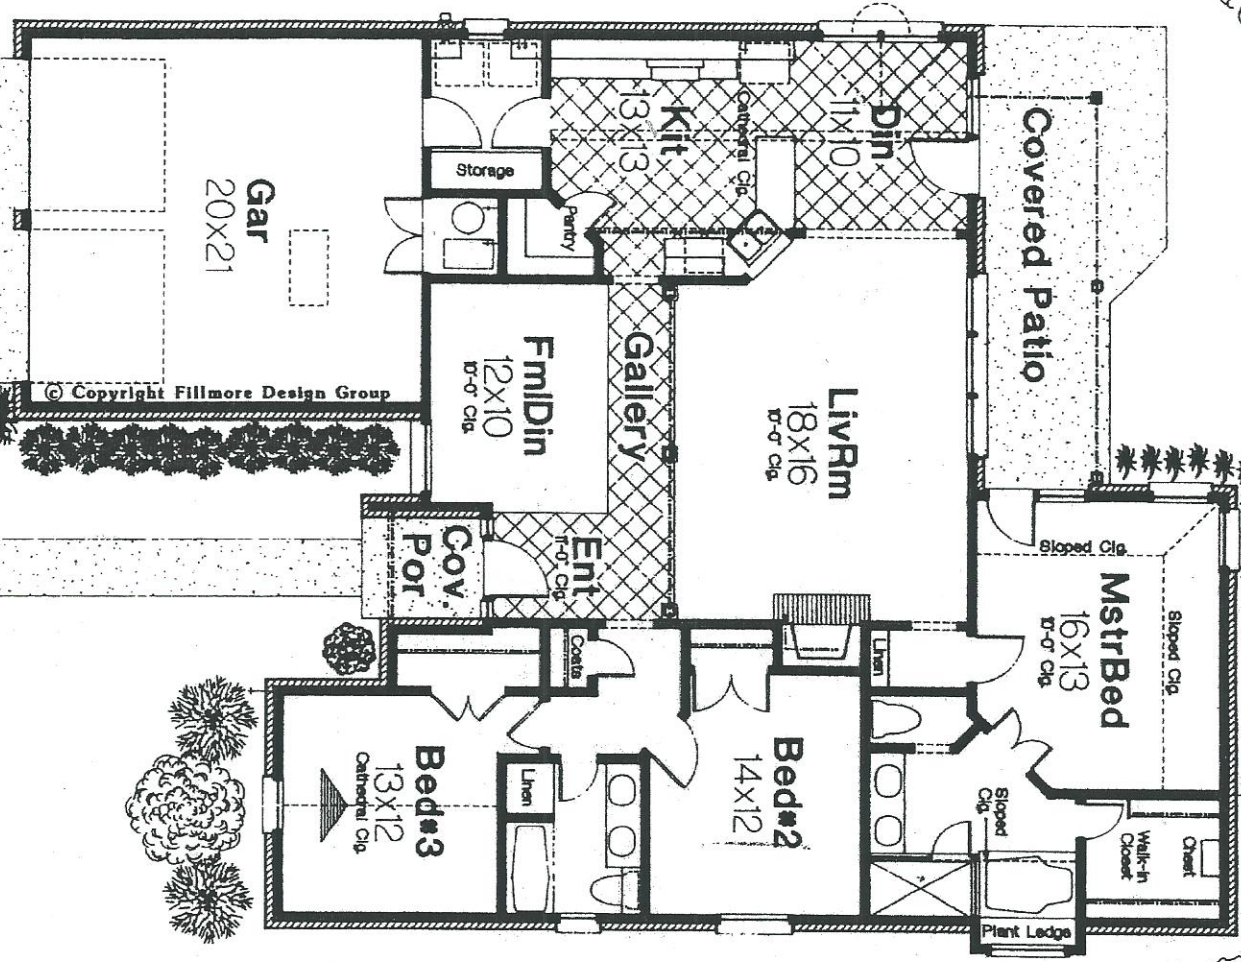 Covered Patio
Din
11x10
Kit
13x13
Cathedral Clg.
Storage
Pantry
Gar
20x21
© Copyright Fillmore Design Group
FmlDin
12x10
10'-0" Clg.
Gallery
LivRm
18x16
10'-0" Clg.
Ent
11'-0" Clg.
Cov.
Por
Coats
Linen
MstrBed
16x13
10'-0" Clg.
Sloped Clg.
Sloped Clg.
Bed#2
14x12
Bed#3
13x12
Cathedral Clg.
Linen
Sloped
Clg.
Walk-In
Closet
Chest
Plant Ledge